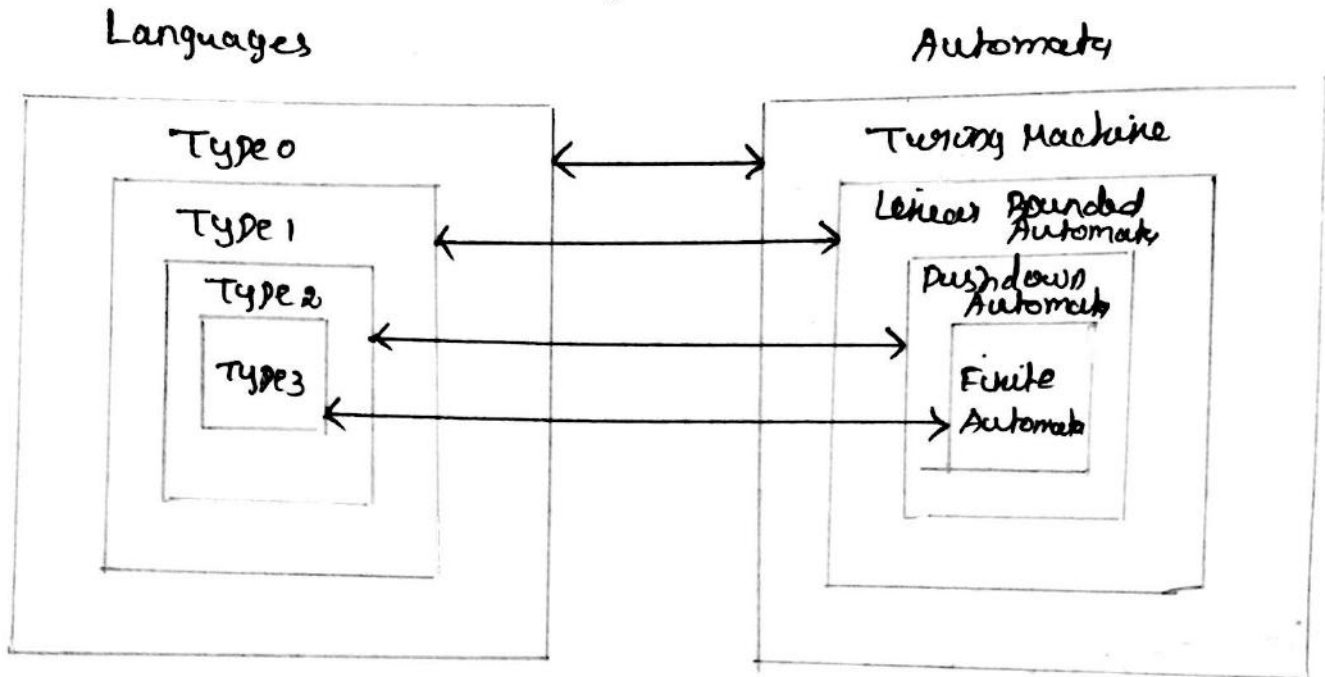 Languages
Automata
Type 0
Turing Machine
Type 1
Linear Bounded
Automata
Type 2
Pushdown
Automata
Type 3
Finite
Automata